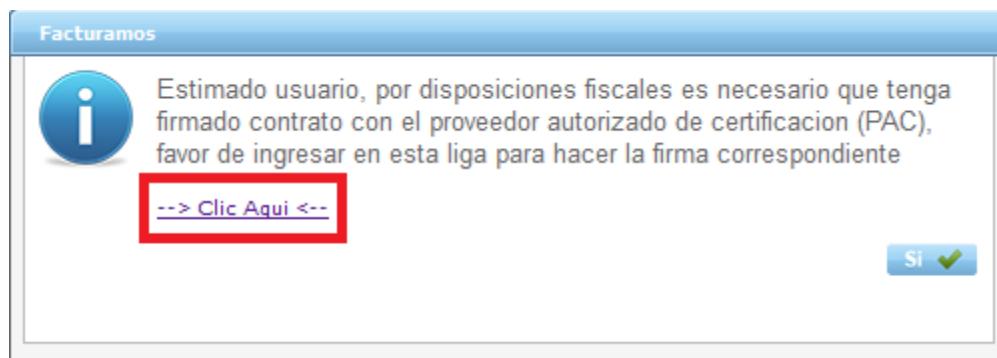 Facturamos
Estimado usuario, por disposiciones fiscales es necesario que tenga
firmado contrato con el proveedor autorizado de certificacion (PAC),
favor de ingresar en esta liga para hacer la firma correspondiente
--> Clic Aqui <--
Si